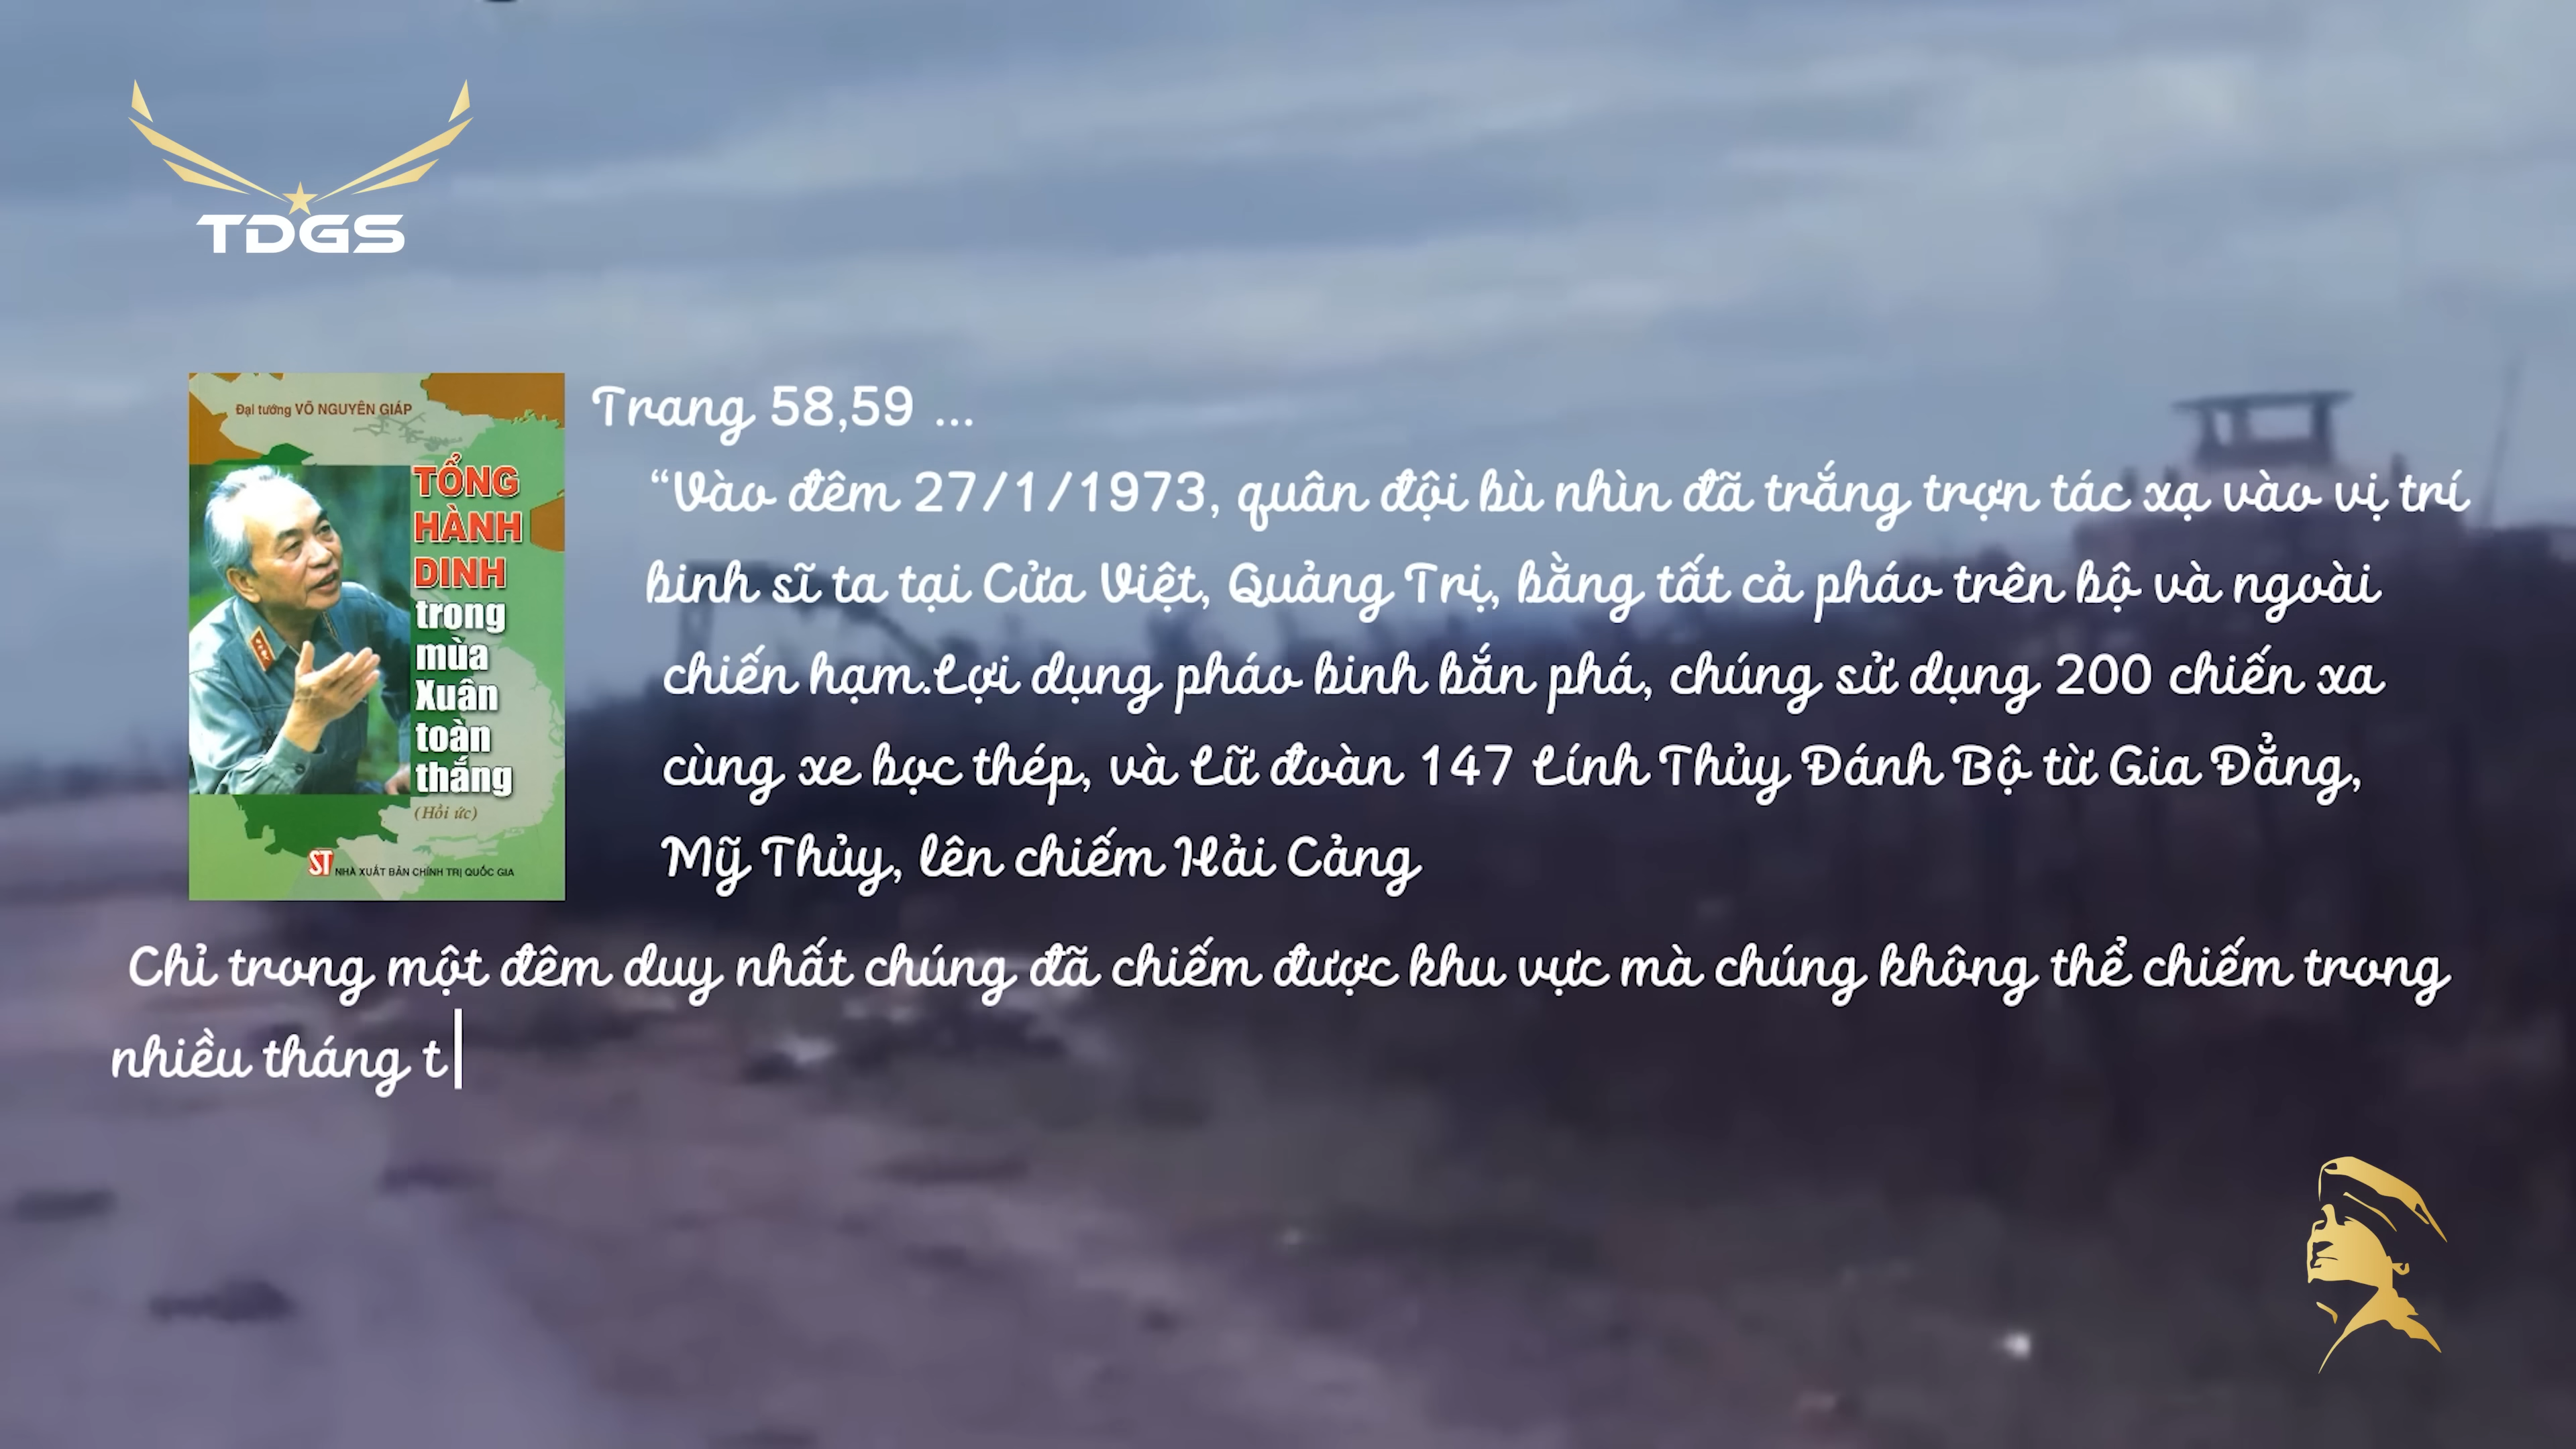 TDGS
Đại tướng VÕ NGUYÊN GIÁP
TỔNG
HÀNH
DINH
trong
mùa
Xuân
toàn
thắng
(Hồi ức)
ST NHÀ XUẤT BẢN CHÍNH TRỊ QUỐC GIA
Trang 58,59 ...
“Vào đêm 27/1/1973, quân đội bù nhìn đã trắng trợn tác xạ vào vị trí
binh sĩ ta tại Cửa Việt, Quảng Trị, bằng tất cả pháo trên bộ và ngoài
chiến hạm.Lợi dụng pháo binh bắn phá, chúng sử dụng 200 chiến xa
cùng xe bọc thép, và Lữ đoàn 147 Lính Thủy Đánh Bộ từ Gia Đẳng,
Mỹ Thủy, lên chiếm Hải Cảng
Chỉ trong một đêm duy nhất chúng đã chiếm được khu vực mà chúng không thể chiếm trong
nhiều tháng t